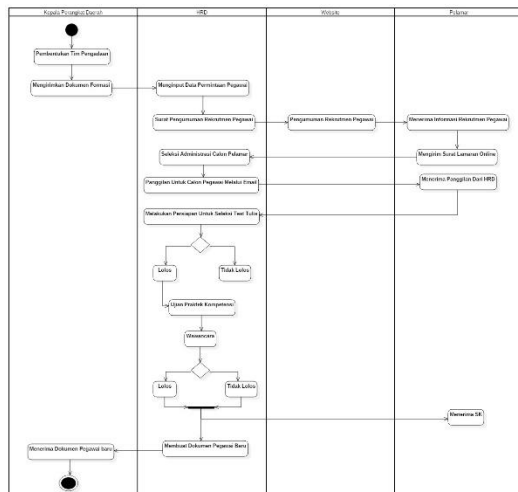 Kepala Perangkat Daerah
HRD
Website
Pelamar
Pembentukan Tim Pengadaan
Mengirimkan Dokumen Formasi
Menginput Data Permintaan Pegawai
Surat Pengumuman Rekrutmen Pegawai
Pengumuman Rekrutmen Pegawai
Menerima Informasi Rekrutmen Pegawai
Seleksi Administrasi Calon Pelamar
Mengirim Surat Lamaran Online
Panggilan Untuk Calon Pegawai Melalui Email
Menerima Panggilan Dari HRD
Melakukan Persiapan Untuk Seleksi Test Tulis
Lolos
Tidak Lolos
Ujian Praktek Kompetensi
Wawancara
Lolos
Tidak Lolos
Menerima SK
Menerima Dokumen Pegawai baru
Membuat Dokumen Pegawai Baru